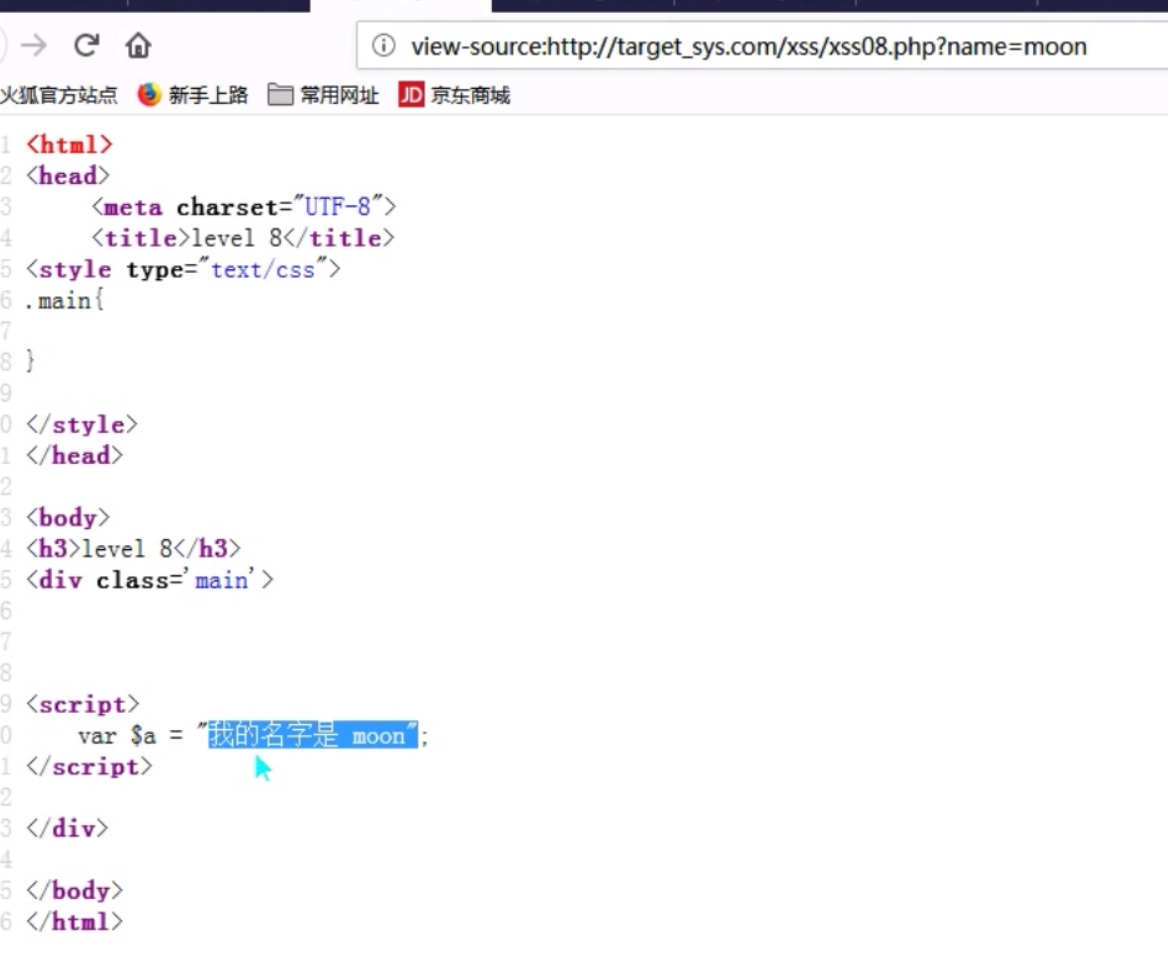 view-source:http://target_sys.com/xss/xss08.php?name=moon
火狐官方站点 新手上路 常用网址 JD 京东商城
1 <html>
2 <head>
3 <meta charset="UTF-8">
4 <title>level 8</title>
5 <style type="text/css">
6 .main{
7
8 }
9
0 </style>
1 </head>
2
3 <body>
4 <h3>level 8</h3>
5 <div class='main'>
6
7
8
9 <script>
0 var $a = "我的名字是 moon";
1 </script>
2
3 </div>
4
5 </body>
6 </html>